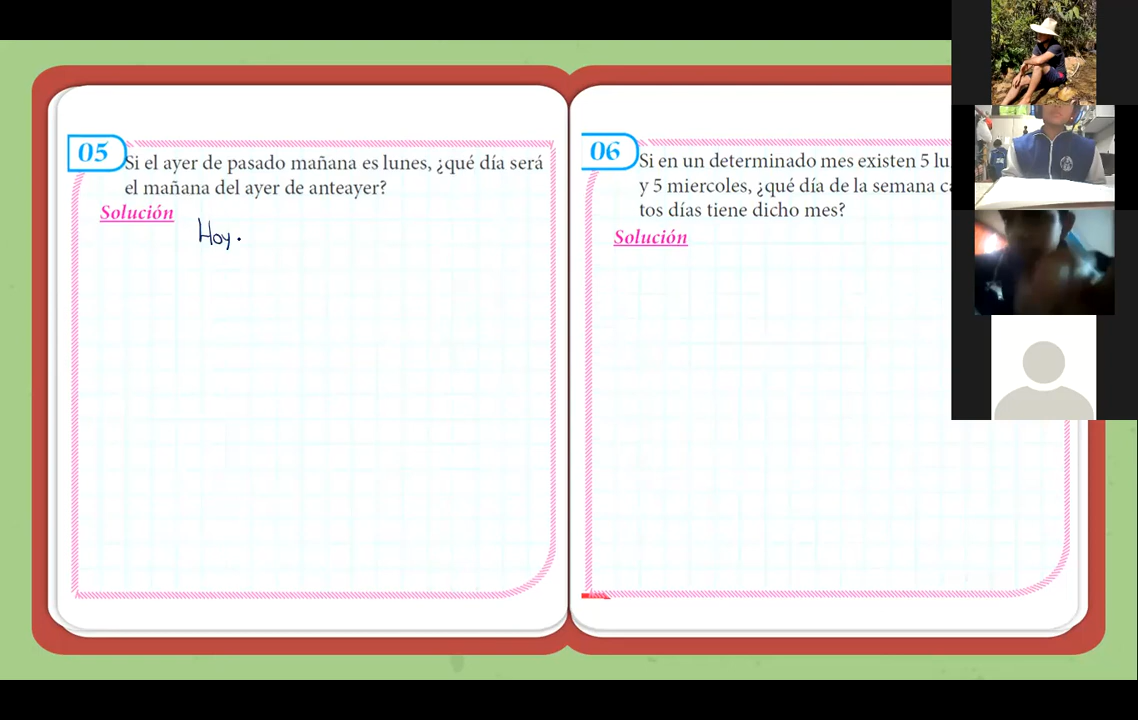 05
Si el ayer de pasado mañana es lunes, ¿qué día será
el mañana del ayer de anteayer?
Solución
Hoy.
06
Si en un determinado mes existen 5 lu
y 5 miercoles, ¿qué día de la semana ca
tos días tiene dicho mes?
Solución